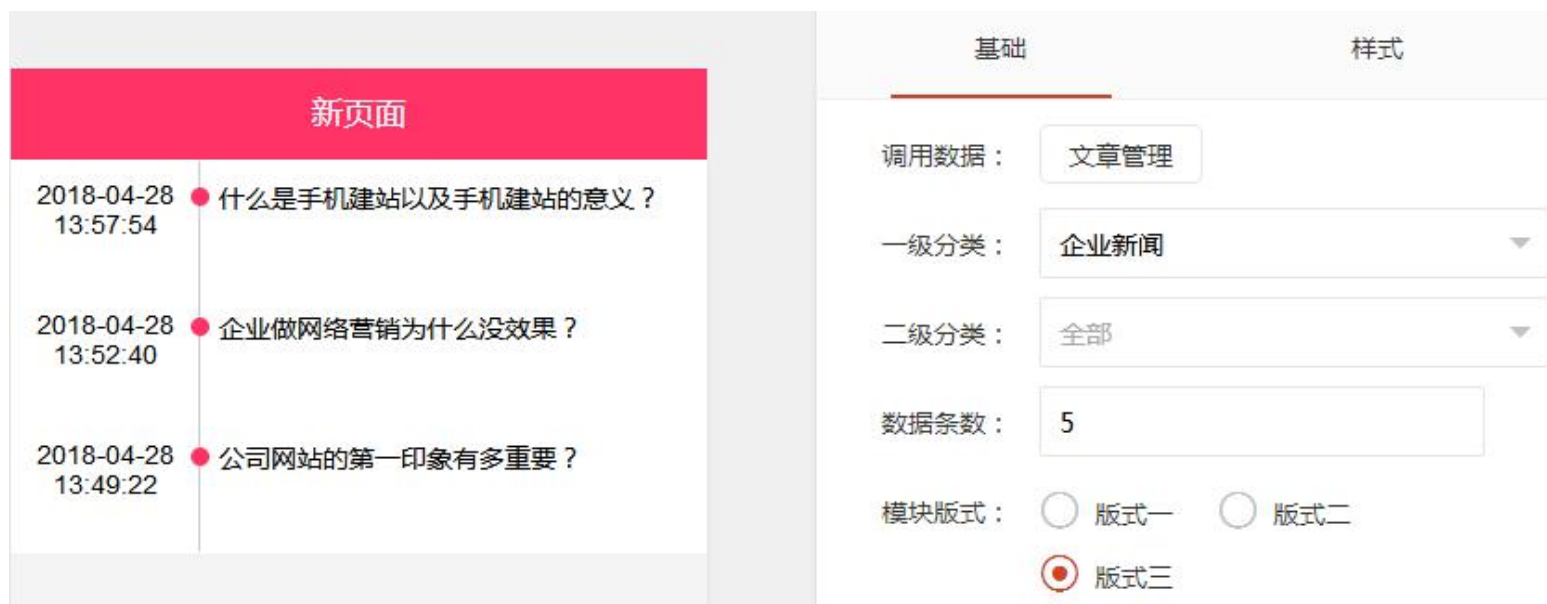 新页面
2018-04-28
13:57:54
什么是手机建站以及手机建站的意义？
2018-04-28
13:52:40
企业做网络营销为什么没效果？
2018-04-28
13:49:22
公司网站的第一印象有多重要？
基础 样式
调用数据： 文章管理
一级分类： 企业新闻
二级分类： 全部
数据条数： 5
模块版式： 版式一 版式二
版式三